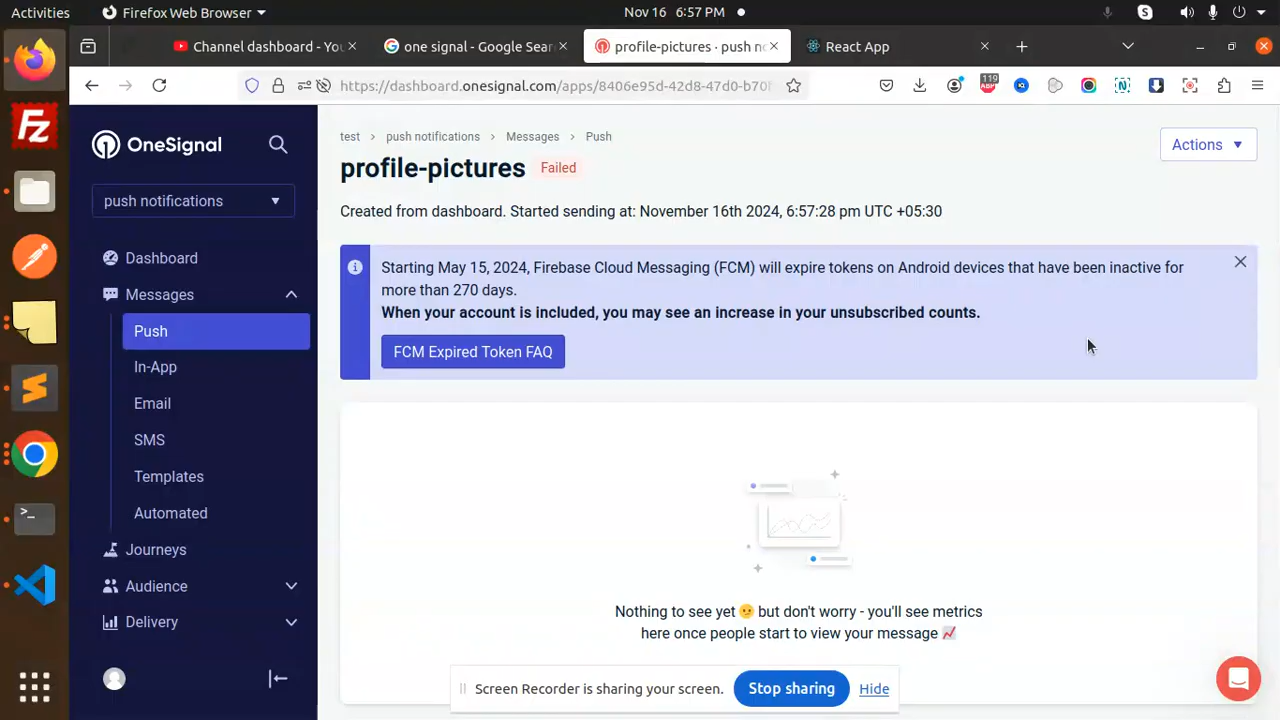 Activities
Firefox Web Browser
Nov 16 6:57 PM
Channel dashboard - You
one signal - Google Sear
profile-pictures · push no
React App
https://dashboard.onesignal.com/apps/8406e95d-42d8-47d0-b70
119
ABP
OneSignal
push notifications
Dashboard
Messages
Push
In-App
Email
SMS
Templates
Automated
Journeys
Audience
Delivery
test > push notifications > Messages > Push
profile-pictures Failed
Actions
Created from dashboard. Started sending at: November 16th 2024, 6:57:28 pm UTC +05:30
Starting May 15, 2024, Firebase Cloud Messaging (FCM) will expire tokens on Android devices that have been inactive for
more than 270 days.
When your account is included, you may see an increase in your unsubscribed counts.
FCM Expired Token FAQ
Nothing to see yet 😕 but don't worry - you'll see metrics
here once people start to view your message 📈
Screen Recorder is sharing your screen.
Stop sharing
Hide